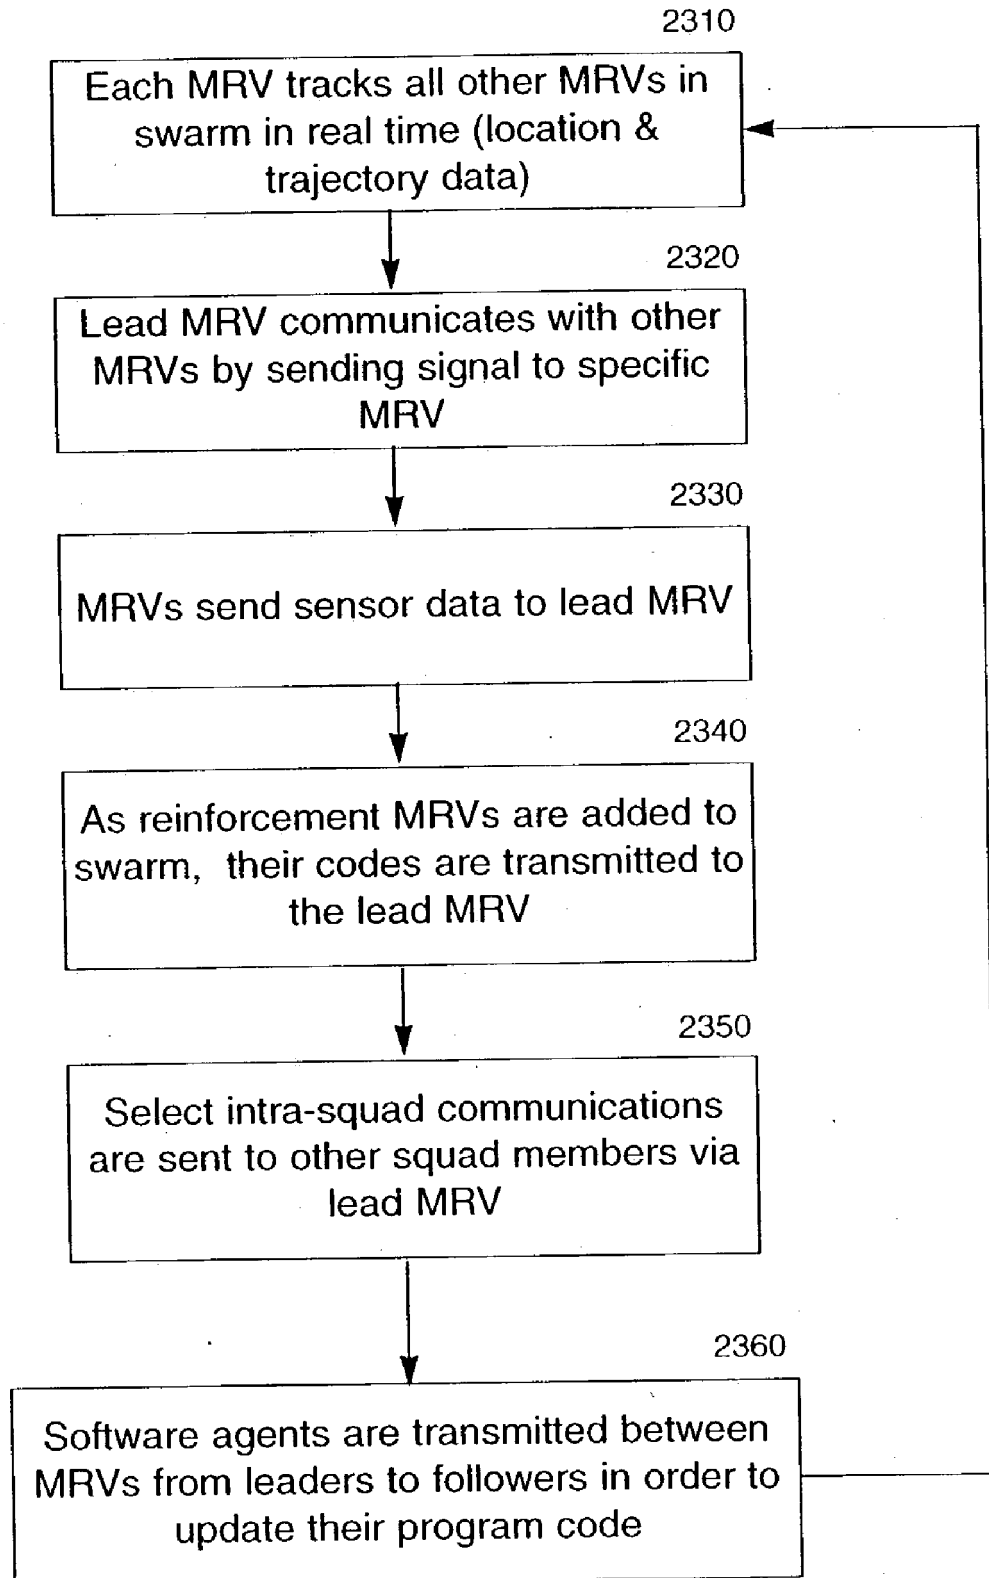 2310
Each MRV tracks all other MRVs in
swarm in real time (location &
trajectory data)
2320
Lead MRV communicates with other
MRVs by sending signal to specific
MRV
2330
MRVs send sensor data to lead MRV
2340
As reinforcement MRVs are added to
swarm, their codes are transmitted to
the lead MRV
2350
Select intra-squad communications
are sent to other squad members via
lead MRV
2360
Software agents are transmitted between
MRVs from leaders to followers in order to
update their program code